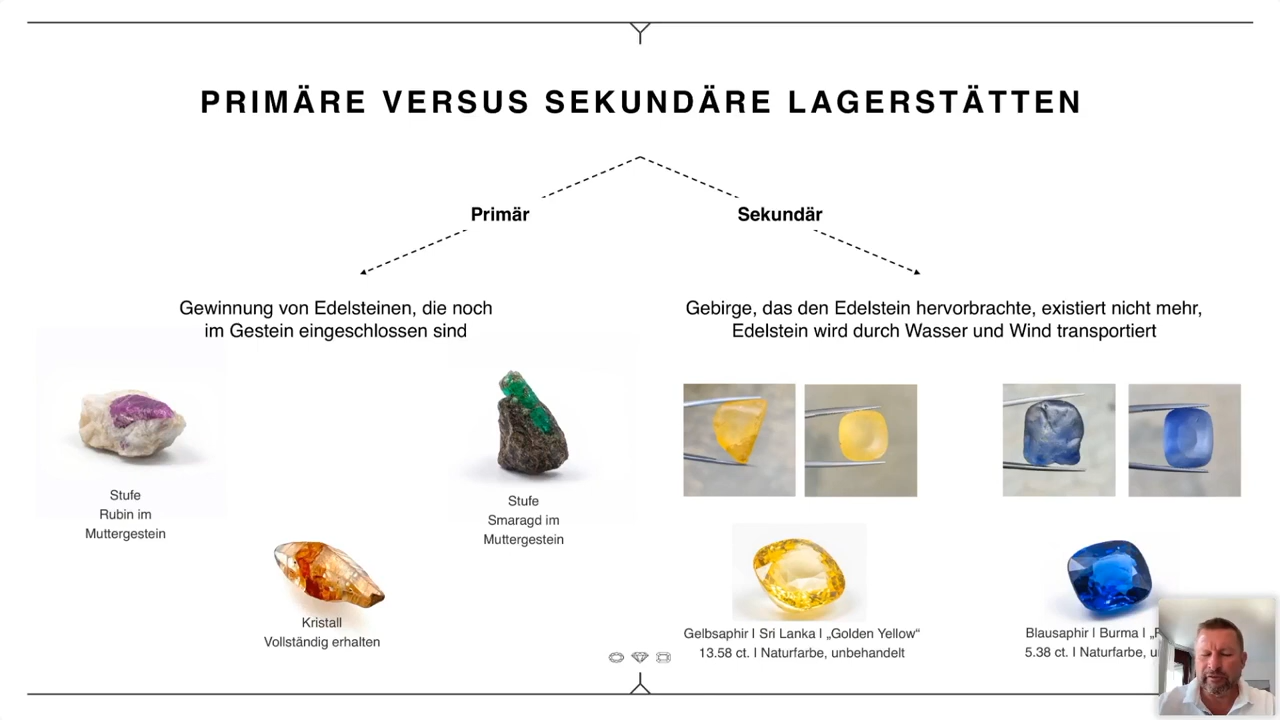 PRIMÄRE VERSUS SEKUNDÄRE LAGERSTÄTTEN
Primär
Sekundär
Gewinnung von Edelsteinen, die noch
im Gestein eingeschlossen sind
Gebirge, das den Edelstein hervorbrachte, existiert nicht mehr,
Edelstein wird durch Wasser und Wind transportiert
Stufe
Rubin im
Muttergestein
Stufe
Smaragd im
Muttergestein
Kristall
Vollständig erhalten
Gelbsaphir I Sri Lanka I „Golden Yellow“
13.58 ct. I Naturfarbe, unbehandelt
Blausaphir I Burma I
5.38 ct. I Naturfarbe,